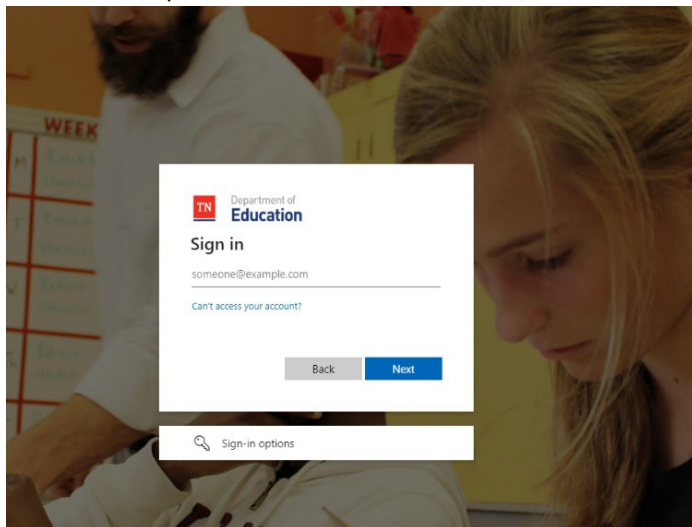 WEEK
M
T
TN
Department of
Education
Sign in
someone@example.com
Can't access your account?
Back
Next
Sign-in options